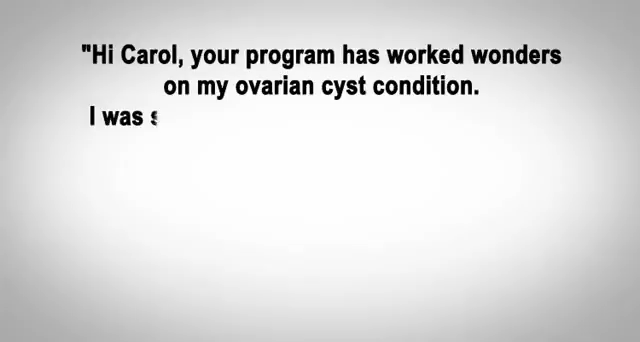 "Hi Carol, your program has worked wonders
on my ovarian cyst condition.
I was